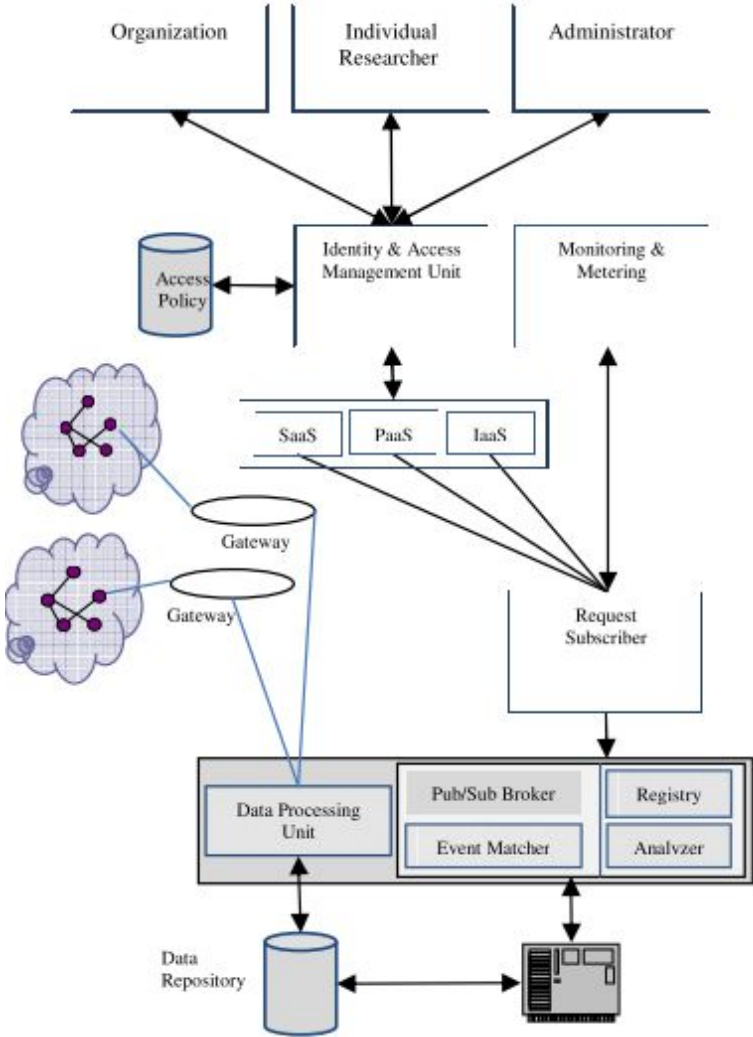 Organization
Individual
Researcher
Administrator
Access
Policy
Identity & Access
Management Unit
Monitoring &
Metering
SaaS
PaaS
IaaS
Gateway
Gateway
Request
Subscriber
Data Processing
Unit
Pub/Sub Broker
Registry
Event Matcher
Analvzer
Data
Repository